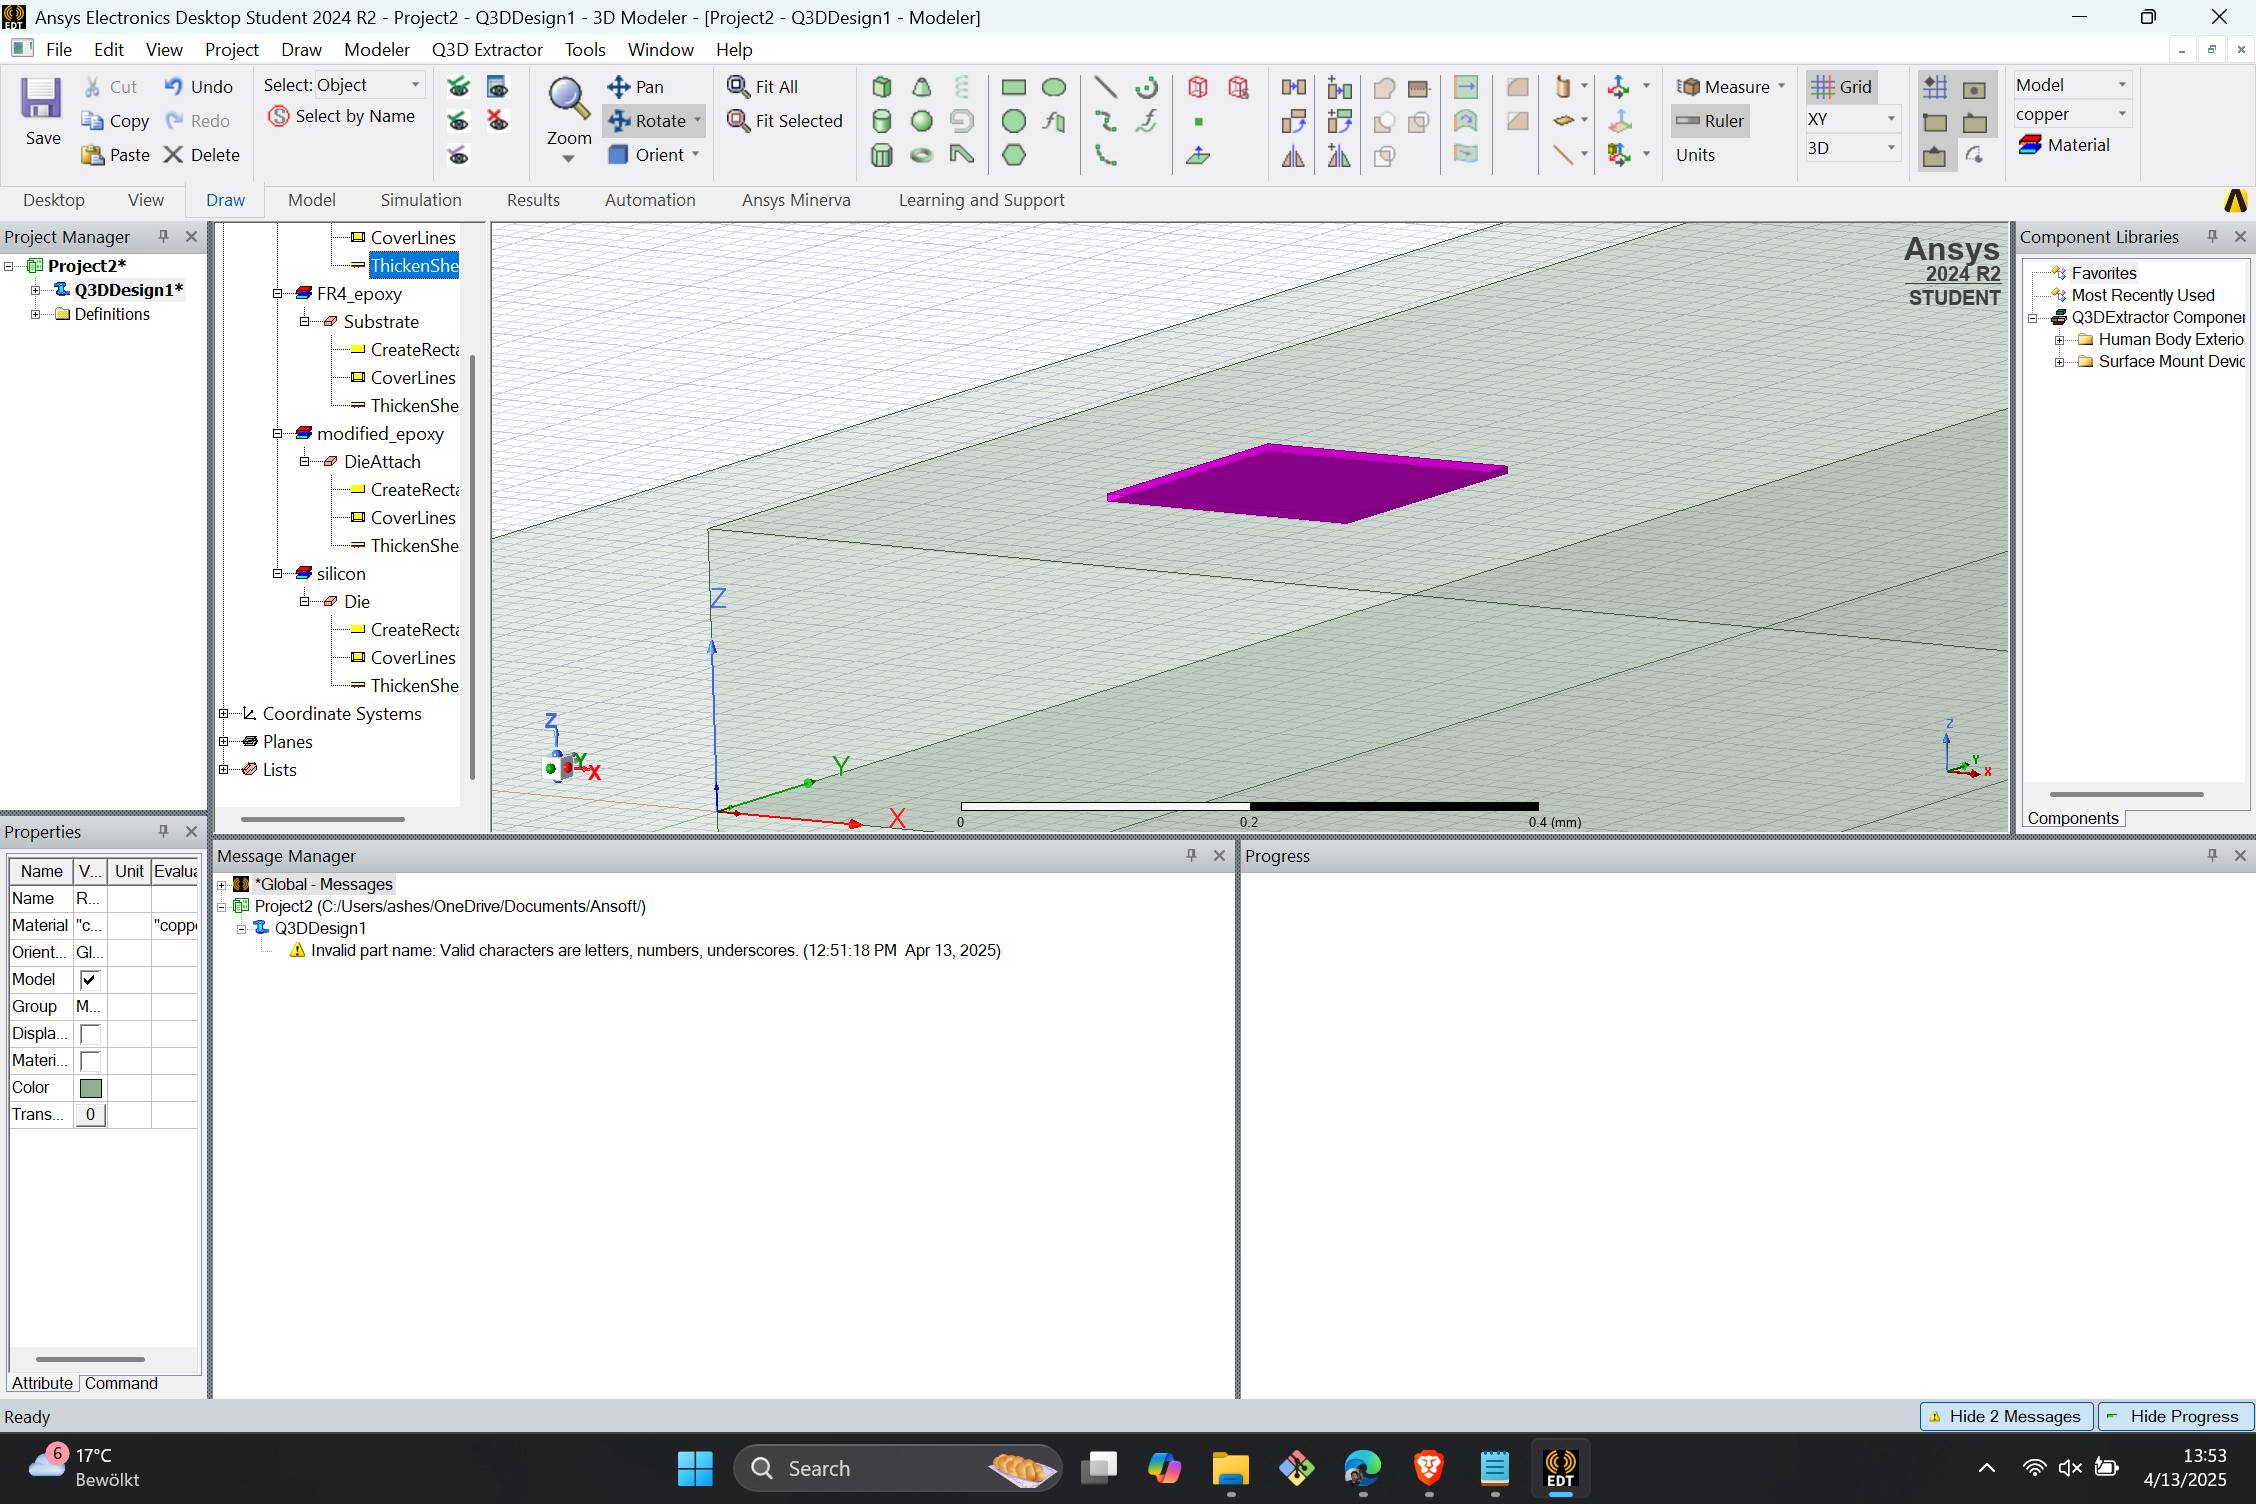 Ansys Electronics Desktop Student 2024 R2 - Project2 - Q3DDesign1 - 3D Modeler - [Project2 - Q3DDesign1 - Modeler]
File Edit View Project Draw Modeler Q3D Extractor Tools Window Help
Save
Cut
Copy
Paste
Undo
Redo
Delete
Select: Object
Select by Name
Zoom
Pan
Rotate
Orient
Fit All
Fit Selected
Measure
Ruler
Units
Grid
XY
3D
Model
copper
Material
Desktop View Draw Model Simulation Results Automation Ansys Minerva Learning and Support
Project Manager
Project2*
Q3DDesign1*
Definitions
CoverLines
ThickenShe
FR4_epoxy
Substrate
CreateRecta
CoverLines
ThickenShe
modified_epoxy
DieAttach
CreateRecta
CoverLines
ThickenShe
silicon
Die
CreateRecta
CoverLines
ThickenShe
Coordinate Systems
Planes
Lists
Ansys
2024 R2
STUDENT
Z
Y
X
Z
Y
X
Z
Y
X
0 0.2 0.4 (mm)
Component Libraries
Favorites
Most Recently Used
Q3DExtractor Componer
Human Body Exterio
Surface Mount Devic
Components
Properties
Name V... Unit Evalua
Name R...
Material "c... "coppe
Orient... Gl...
Model
Group M...
Displa...
Materi...
Color
Trans... 0
Attribute Command
Message Manager
*Global - Messages
Project2 (C:/Users/ashes/OneDrive/Documents/Ansoft/)
Q3DDesign1
Invalid part name: Valid characters are letters, numbers, underscores. (12:51:18 PM Apr 13, 2025)
Progress
Ready
Hide 2 Messages
Hide Progress
6
17°C
Bewölkt
Search
EDT
13:53
4/13/2025